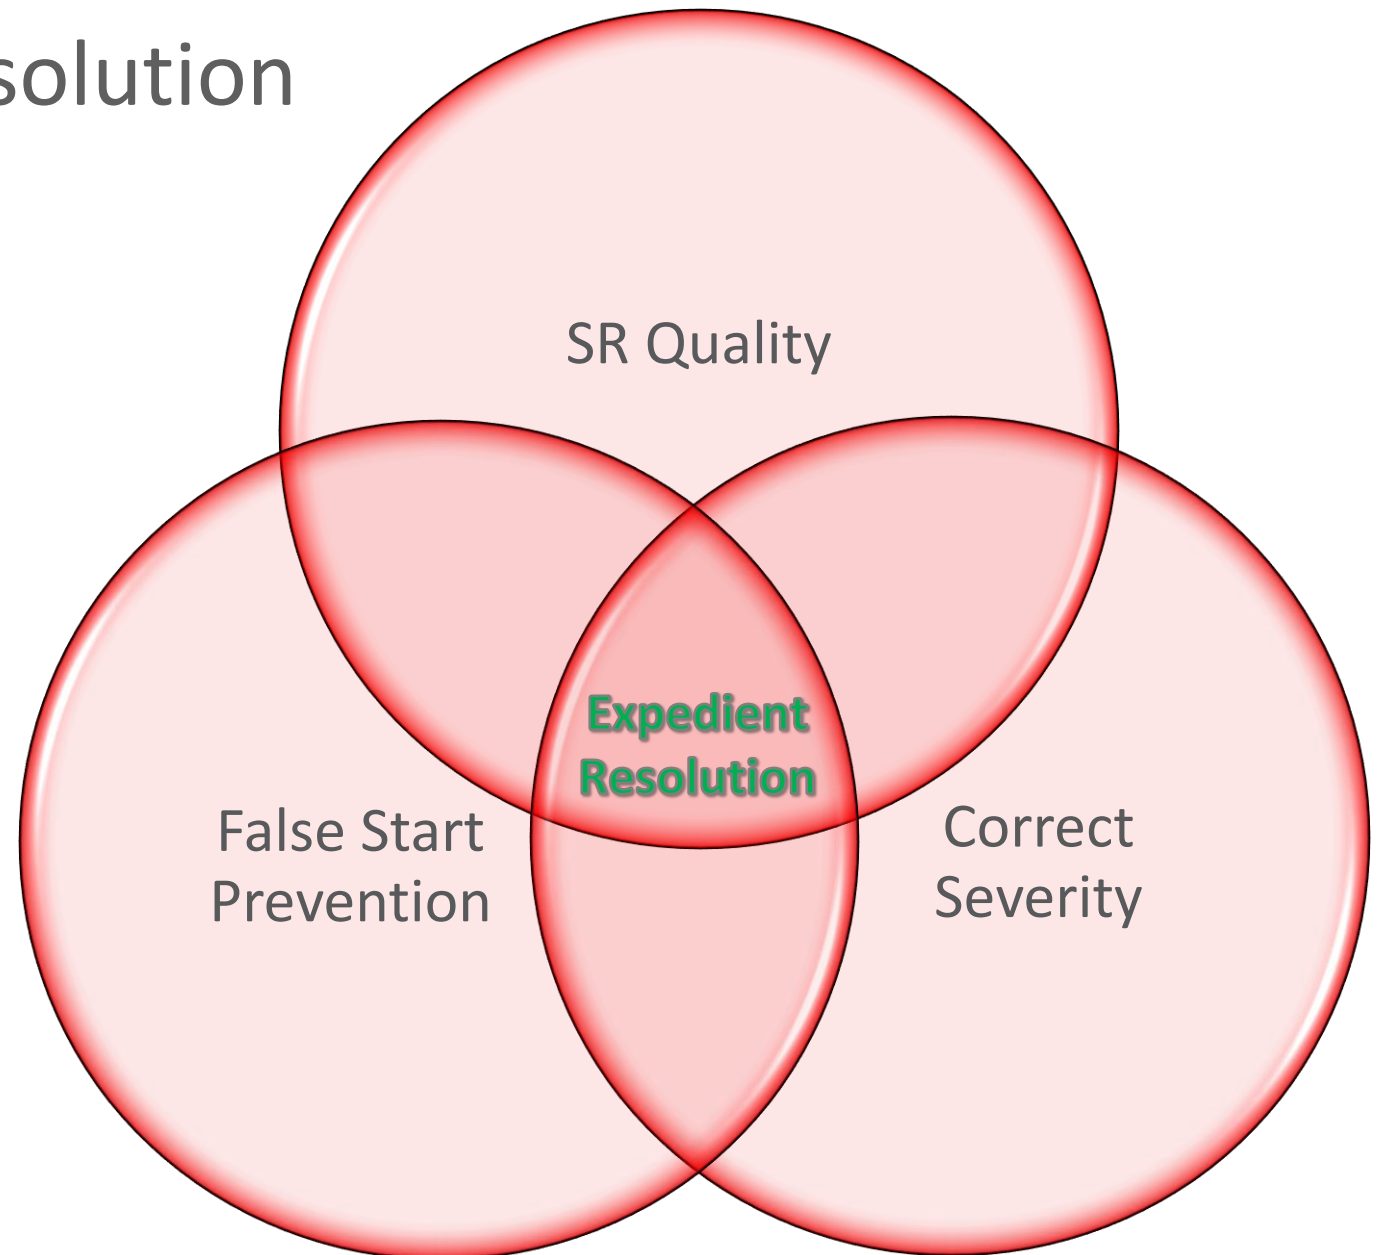 solution
SR Quality
Expedient
Resolution
False Start
Prevention
Correct
Severity